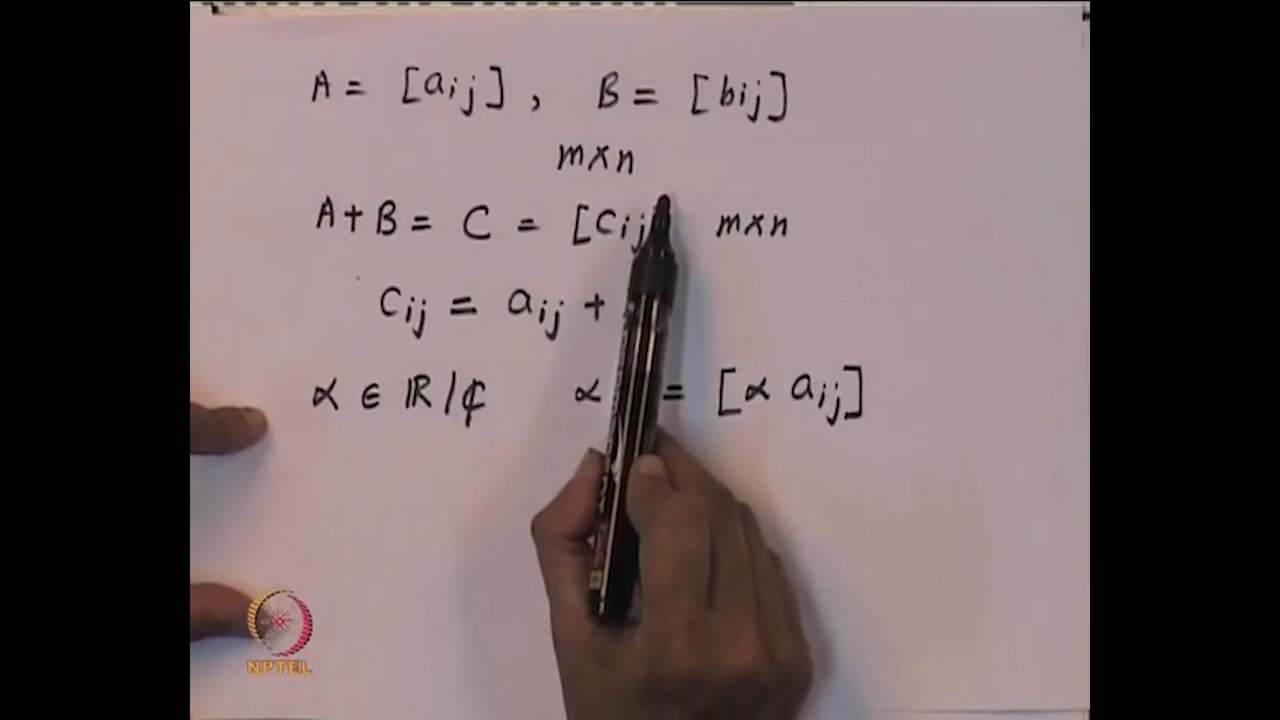 A = [aij], B = [bij]
m×n
A+B = C = [cij m×n
cij = aij +
α ∈ ℝ/ℂ α = [α aij]
NPTEL